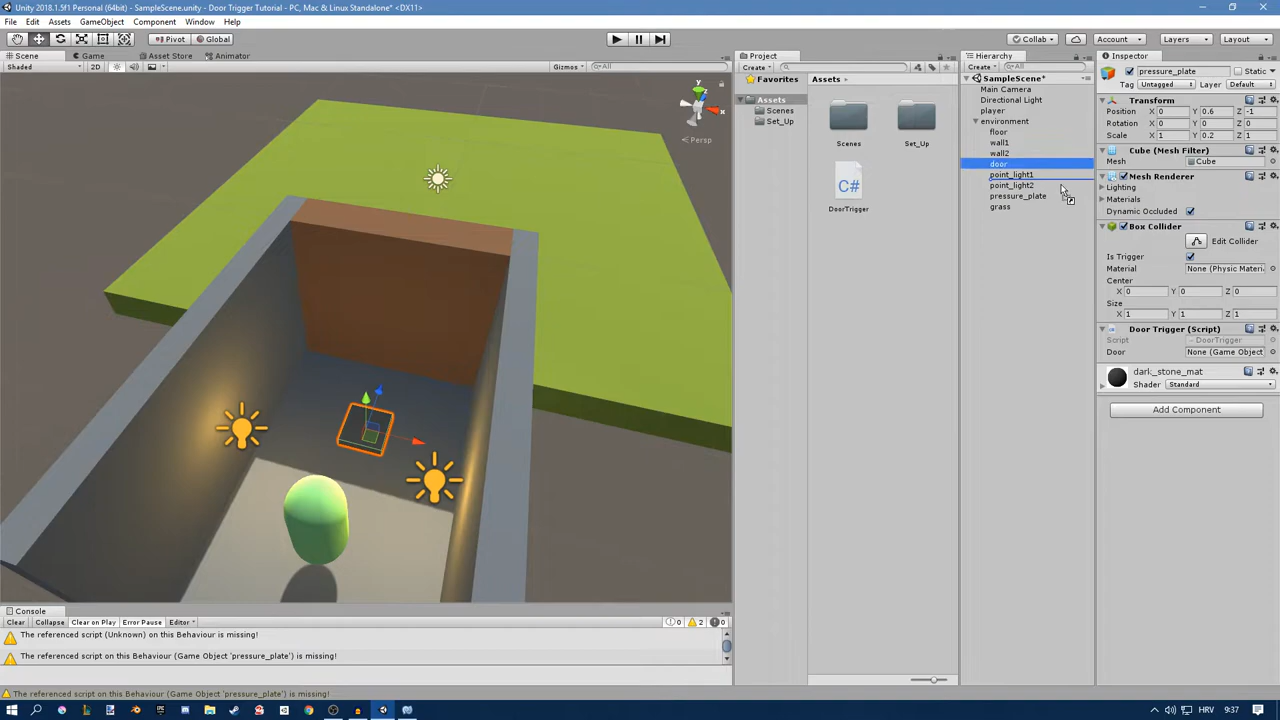 Unity 2018.1.5f1 Personal (64bit) - SampleScene.unity - Door Trigger Tutorial - PC, Mac & Linux Standalone* <DX11>
File Edit Assets GameObject Component Window Help
Pivot Global Collab Account Layers Layout
Scene Game Asset Store Animator
Shaded 2D Gizmos All
Persp
x
Project
Create
Favorites
Assets
Scenes
Set_Up
Assets
Scenes
Set_Up
C#
DoorTrigger
Hierarchy
Create All
SampleScene*
Main Camera
Directional Light
player
environment
floor
wall1
wall2
door
point_light1
point_light2
pressure_plate
grass
Inspector
pressure_plate Static
Tag Untagged Layer Default
Transform
Position X 0 Y 0.6 Z -1
Rotation X 0 Y 0 Z 0
Scale X 1 Y 0.2 Z 1
Cube (Mesh Filter)
Mesh Cube
Mesh Renderer
Lighting
Materials
Dynamic Occluded
Box Collider
Edit Collider
Is Trigger
Material None (Physic Materi
Center
X 0 Y 0 Z 0
Size
X 1 Y 1 Z 1
Door Trigger (Script)
Script DoorTrigger
Door None (Game Object
dark_stone_mat
Shader Standard
Add Component
Console
Clear Collapse Clear on Play Error Pause Editor 0 2 0
The referenced script (Unknown) on this Behaviour is missing!
The referenced script on this Behaviour (Game Object 'pressure_plate') is missing!
The referenced script on this Behaviour (Game Object 'pressure_plate') is missing!
HRV 9:37